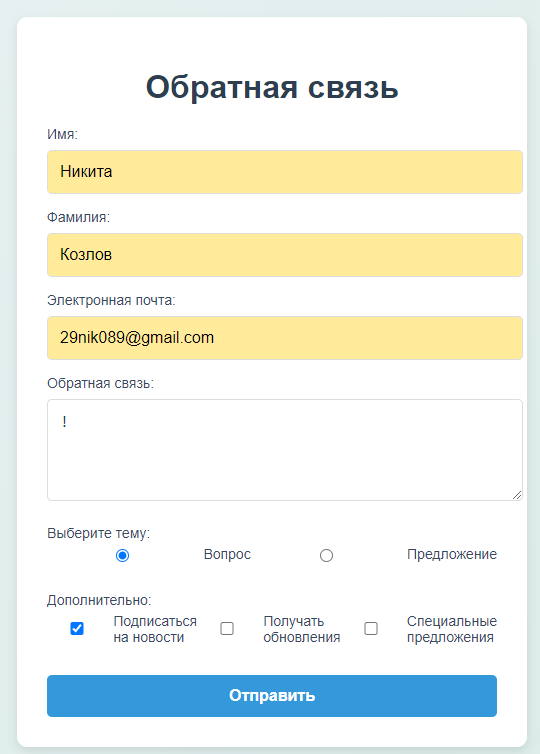 Обратная связь
Имя:
Никита
Фамилия:
Козлов
Электронная почта:
29nik089@gmail.com
Обратная связь:
!
Выберите тему:
Вопрос Предложение
Дополнительно:
Подписаться Получать Специальные
на новости обновления предложения
Отправить